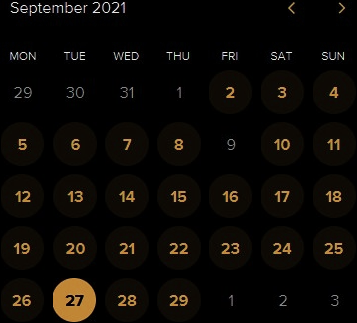 September 2021 < >
MON TUE WED THU FRI SAT SUN
29 30 31 1 2 3 4
5 6 7 8 9 10 11
12 13 14 15 16 17 18
19 20 21 22 23 24 25
26 27 28 29 1 2 3